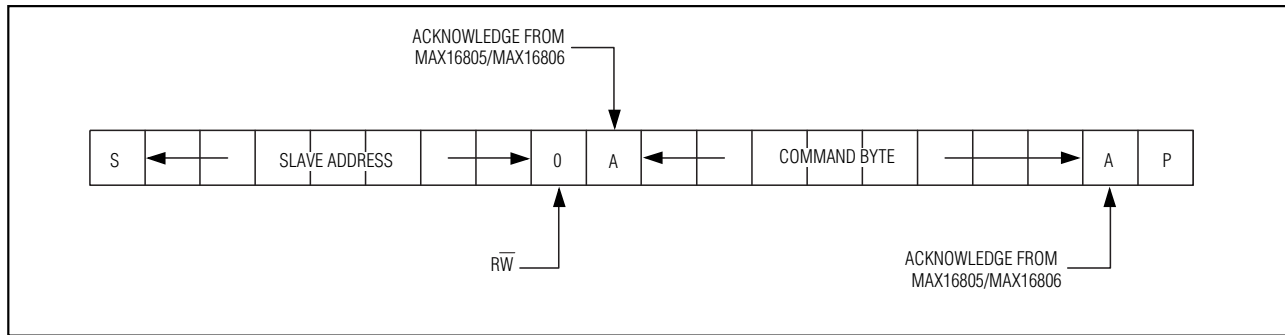 ACKNOWLEDGE FROM
MAX16805/MAX16806
S SLAVE ADDRESS 0 A COMMAND BYTE A P
RW̅
ACKNOWLEDGE FROM
MAX16805/MAX16806